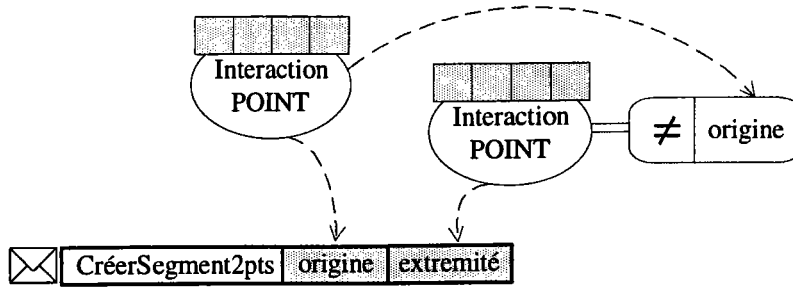 Interaction
POINT
Interaction
POINT
≠ origine
CréerSegment2pts origine extremité